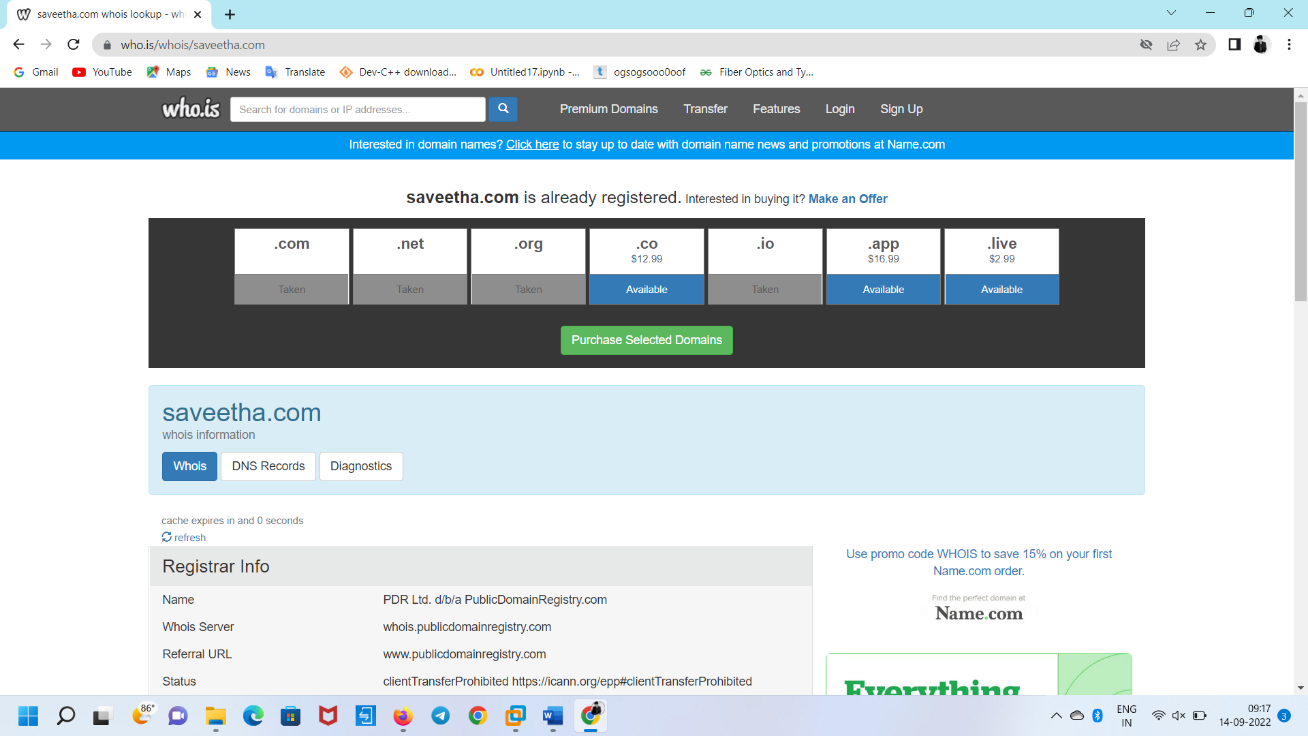 saveetha.com whois lookup - wh
who.is/whois/saveetha.com
Gmail YouTube Maps News Translate Dev-C++ download... Untitled17.ipynb -... ogsogsooo0oof Fiber Optics and Ty...
who.is Search for domains or IP addresses... Premium Domains Transfer Features Login Sign Up
Interested in domain names? Click here to stay up to date with domain name news and promotions at Name.com
saveetha.com is already registered. Interested in buying it? Make an Offer
.com .net .org .co .io .app .live
$12.99 $16.99 $2.99
Taken Taken Taken Available Taken Available Available
Purchase Selected Domains
saveetha.com
whois information
Whois DNS Records Diagnostics
cache expires in and 0 seconds
refresh
Registrar Info
Name PDR Ltd. d/b/a PublicDomainRegistry.com
Whois Server whois.publicdomainregistry.com
Referral URL www.publicdomainregistry.com
Status clientTransferProhibited https://icann.org/epp#clientTransferProhibited
Use promo code WHOIS to save 15% on your first
Name.com order.
Find the perfect domain at
Name.com
Everything
86°
ENG
IN
09:17
14-09-2022
3